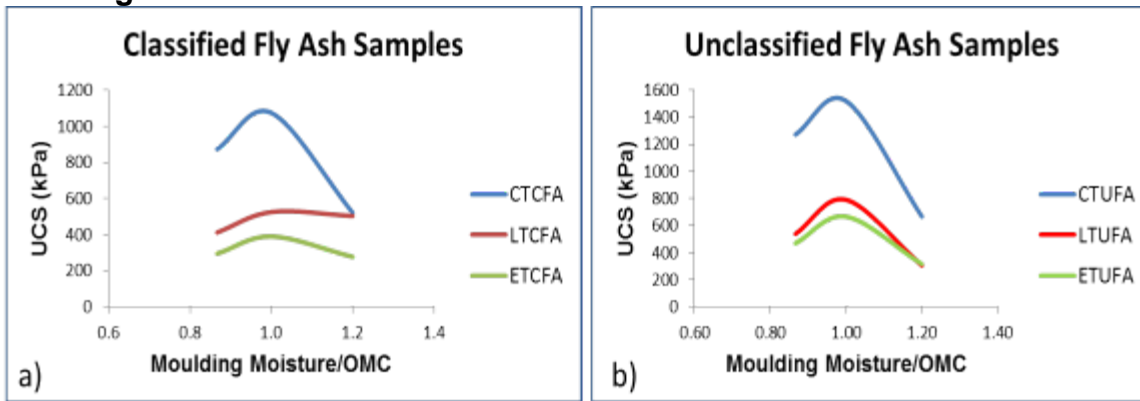 Classified Fly Ash Samples
UCS (kPa)
1200
1000
800
600
400
200
0
0.6 0.8 1.0 1.2 1.4
Moulding Moisture/OMC
CTCFA
LTCFA
ETCFA
a)
Unclassified Fly Ash Samples
UCS (kPa)
1600
1400
1200
1000
800
600
400
200
0
0.60 0.80 1.00 1.20 1.40
Moulding Moisture/OMC
CTUFA
LTUFA
ETUFA
b)